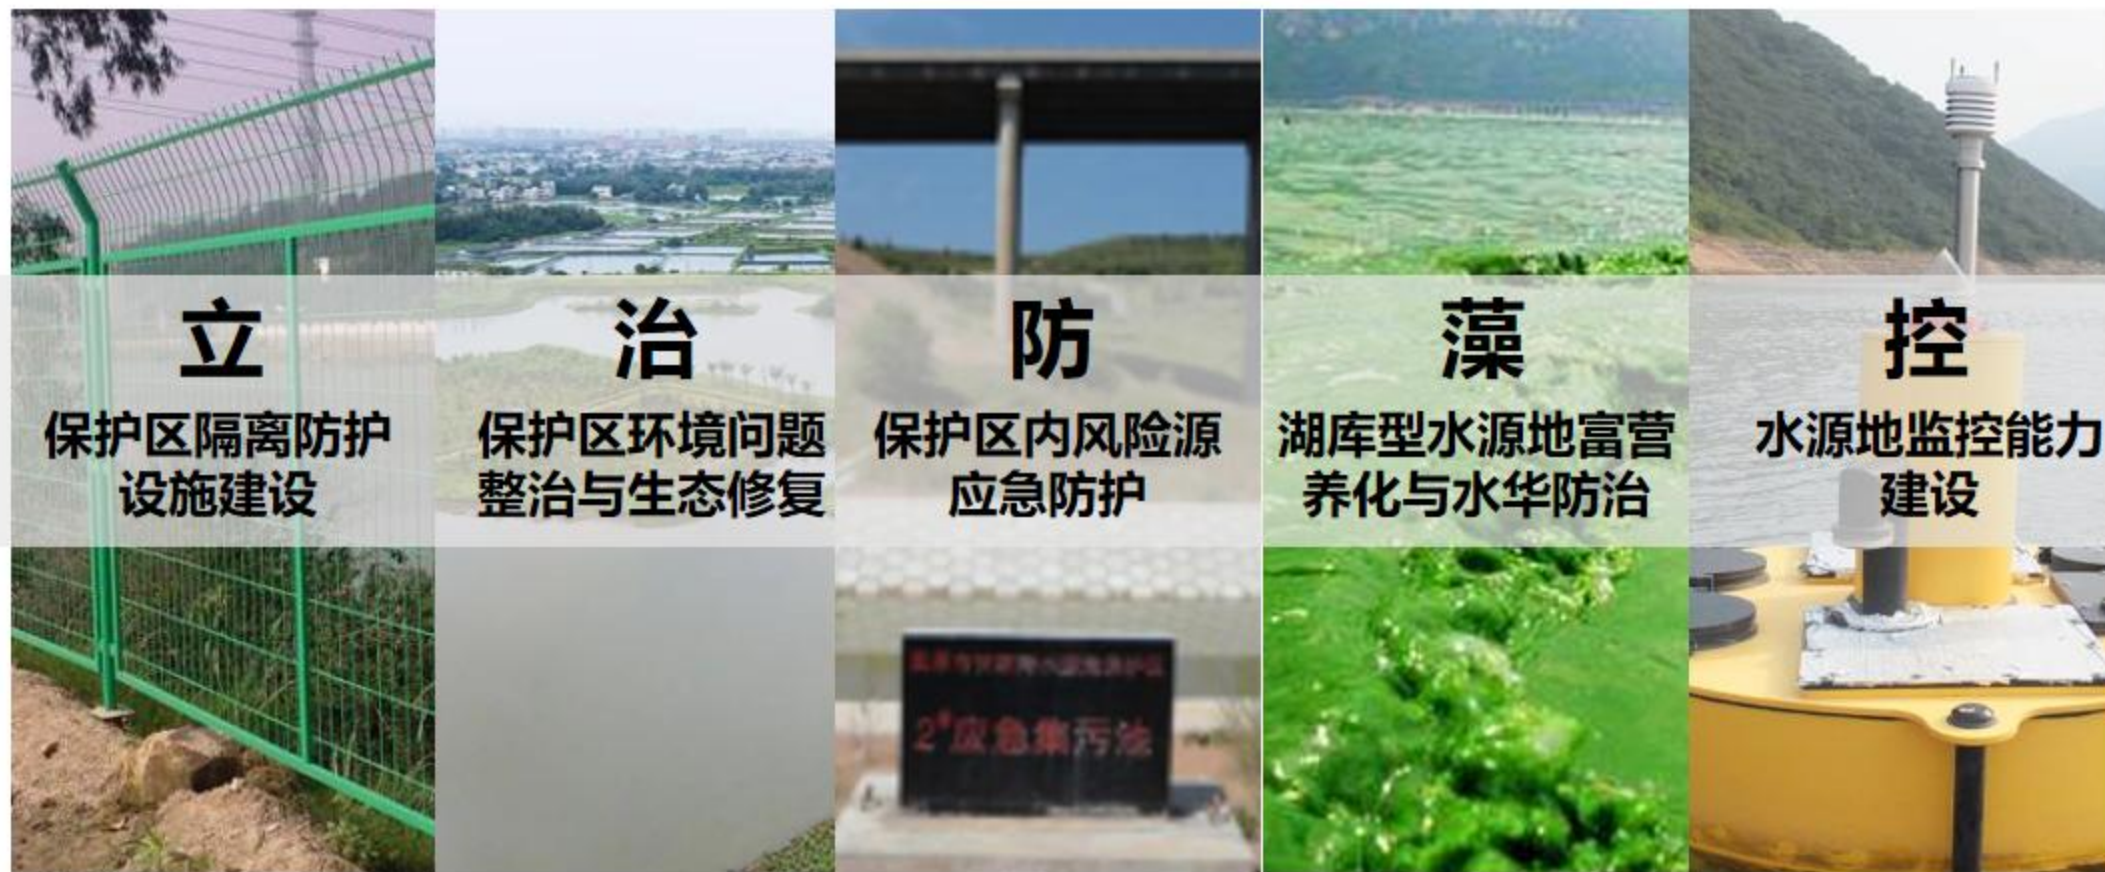 立
保护区隔离防护
设施建设
治
保护区环境问题
整治与生态修复
防
保护区内风险源
应急防护
藻
湖库型水源地富营
养化与水华防治
控
水源地监控能力
建设
2#应急集污池